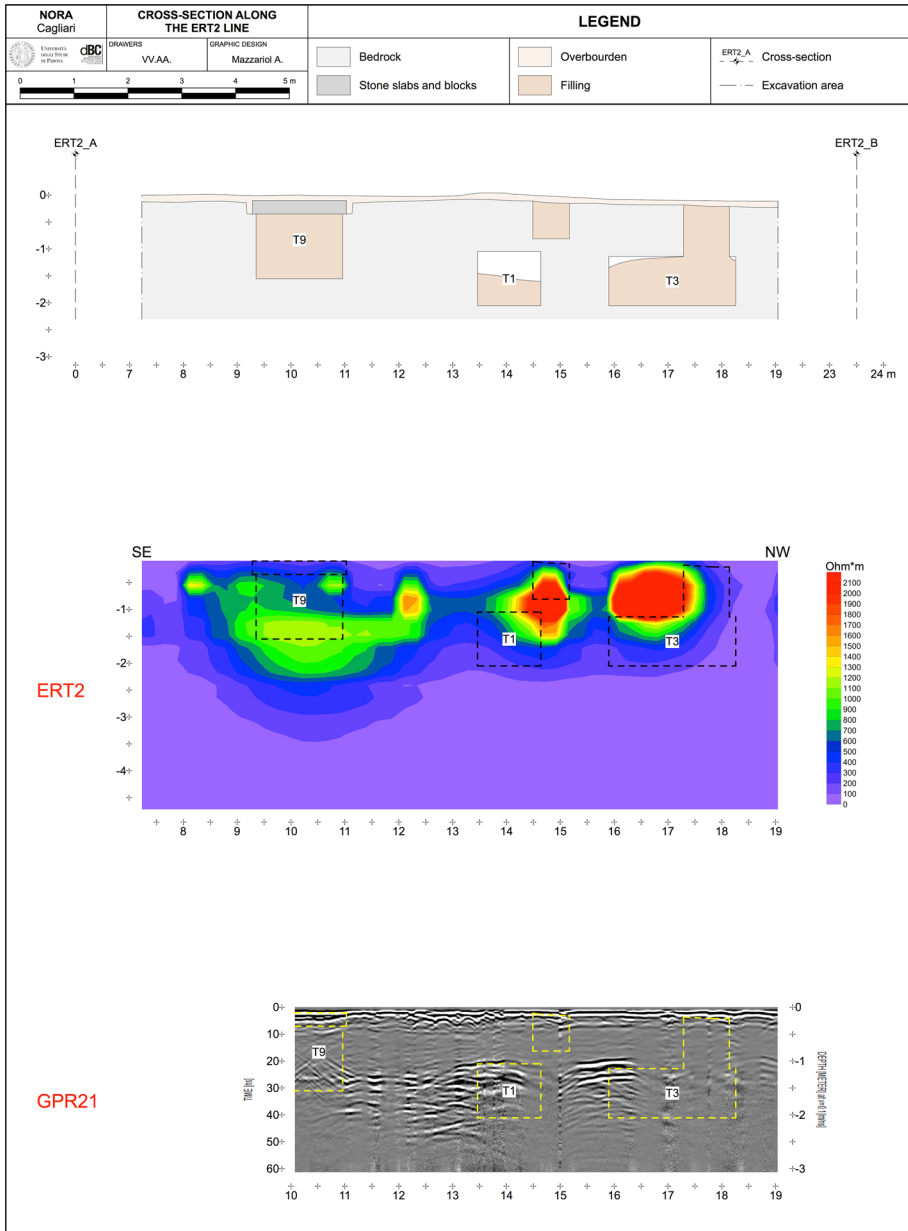 NORA
Cagliari
CROSS-SECTION ALONG
THE ERT2 LINE
UNIVERSITÀ
DEGLI STUDI
DI PADOVA
dBC
DRAWERS
VV.AA.
GRAPHIC DESIGN
Mazzariol A.
0 1 2 3 4 5 m
LEGEND
Bedrock
Stone slabs and blocks
Overbourden
Filling
ERT2_A
Cross-section
Excavation area
ERT2_A
ERT2_B
0
-1
-2
-3
T9
T1
T3
0 7 8 9 10 11 12 13 14 15 16 17 18 19 23 24 m
SE
NW
Ohm*m
ERT2
-1
-2
-3
-4
T9
T1
T3
2100
2000
1900
1800
1700
1600
1500
1400
1300
1200
1100
1000
900
800
700
600
500
400
300
200
100
0
8 9 10 11 12 13 14 15 16 17 18 19
GPR21
TIME [ns]
0
10
20
30
40
50
60
T9
T1
T3
-0
-1
-2
-3
10 11 12 13 14 15 16 17 18 19